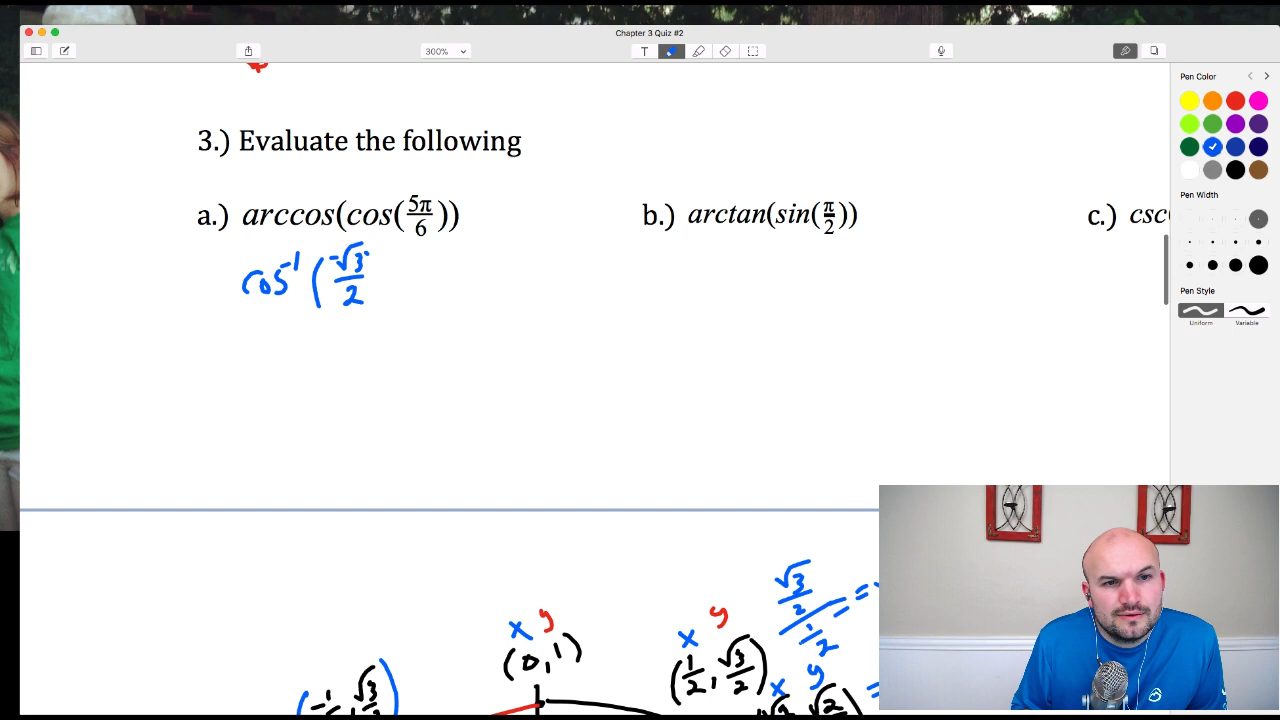 Chapter 3 Quiz #2
300%
T
Pen Color
3.) Evaluate the following
a.) arccos(cos(5π/6))
b.) arctan(sin(π/2))
c.) csc
cos⁻¹ (-√3/2
Pen Width
Pen Style
Uniform Variable
x y
(0,1)
x y
(1/2, √3/2)
√3/2 / 1/2 =
x y